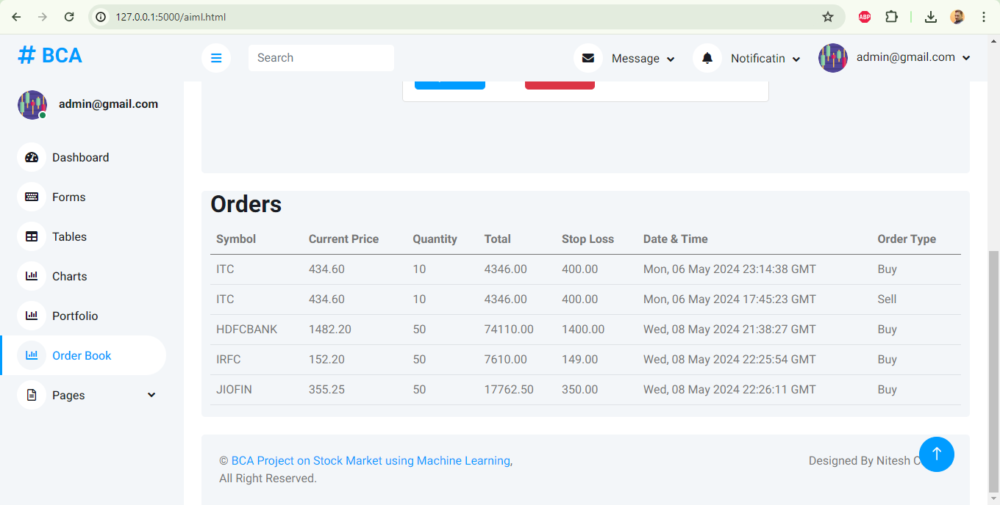 127.0.0.1:5000/aiml.html
ABP
# BCA
Search
Message
Notificatin
admin@gmail.com
admin@gmail.com
Dashboard
Forms
Tables
Charts
Portfolio
Order Book
Pages
Orders
Symbol Current Price Quantity Total Stop Loss Date & Time Order Type
ITC 434.60 10 4346.00 400.00 Mon, 06 May 2024 23:14:38 GMT Buy
ITC 434.60 10 4346.00 400.00 Mon, 06 May 2024 17:45:23 GMT Sell
HDFCBANK 1482.20 50 74110.00 1400.00 Wed, 08 May 2024 21:38:27 GMT Buy
IRFC 152.20 50 7610.00 149.00 Wed, 08 May 2024 22:25:54 GMT Buy
JIOFIN 355.25 50 17762.50 350.00 Wed, 08 May 2024 22:26:11 GMT Buy
© BCA Project on Stock Market using Machine Learning,
All Right Reserved.
Designed By Nitesh C